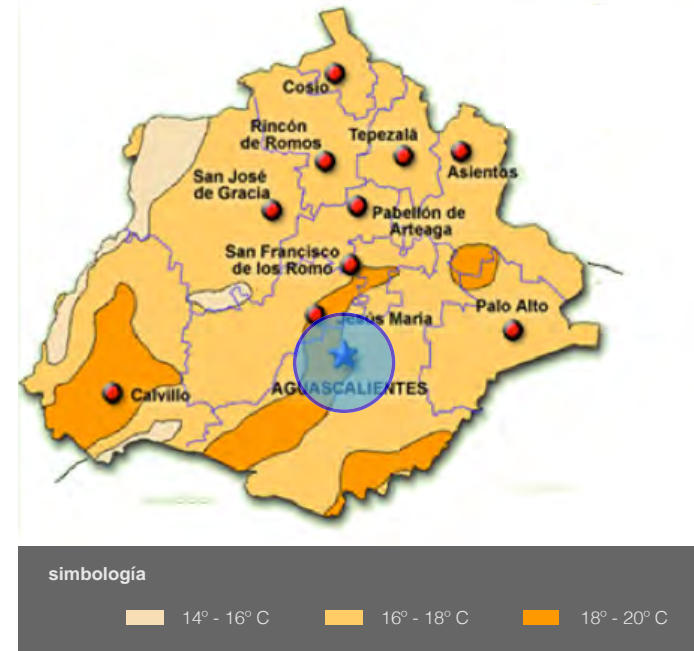 Cosío
Rincón
de Romos
Tepezalá
Asientos
San José
de Gracia
Pabellón de
Arteaga
San Francisco
de los Romo
Palo Alto
Jesús María
AGUASCALIENTES
Calvillo
simbología
14º - 16º C
16º - 18º C
18º - 20º C